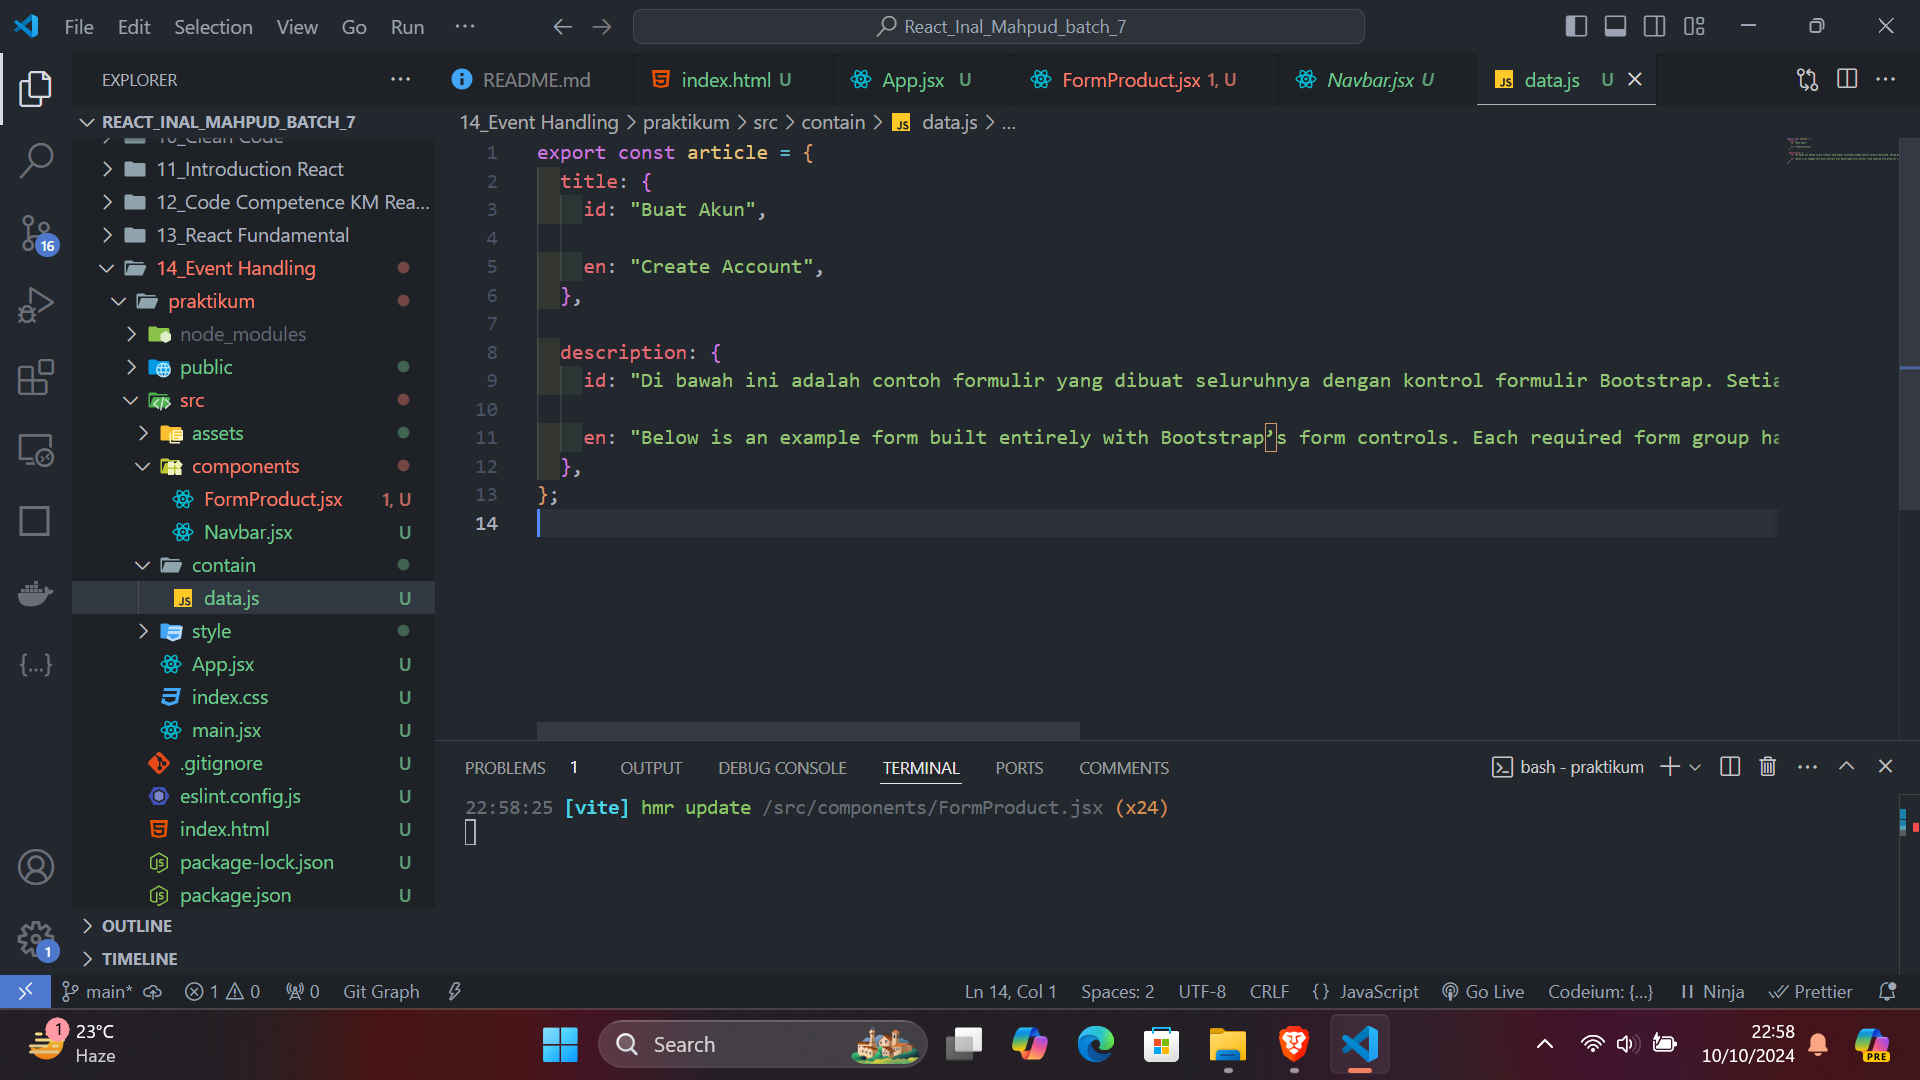 File Edit Selection View Go Run ··· React_Inal_Mahpud_batch_7
EXPLORER ···
README.md
index.html U
App.jsx U
FormProduct.jsx 1, U
Navbar.jsx U
data.js U
REACT_INAL_MAHPUD_BATCH_7
10_Clean Code
11_Introduction React
12_Code Competence KM Rea...
13_React Fundamental
14_Event Handling
praktikum
node_modules
public
src
assets
components
FormProduct.jsx 1, U
Navbar.jsx U
contain
data.js U
style
App.jsx U
index.css U
main.jsx U
.gitignore U
eslint.config.js U
index.html U
package-lock.json U
package.json U
OUTLINE
TIMELINE
16
1
14_Event Handling > praktikum > src > contain > JS data.js > ...
1 export const article = {
2 title: {
3 id: "Buat Akun",
4
5 en: "Create Account",
6 },
7
8 description: {
9 id: "Di bawah ini adalah contoh formulir yang dibuat seluruhnya dengan kontrol formulir Bootstrap. Setia
10
11 en: "Below is an example form built entirely with Bootstrap’s form controls. Each required form group ha
12 },
13 };
14
PROBLEMS 1 OUTPUT DEBUG CONSOLE TERMINAL PORTS COMMENTS
bash - praktikum
22:58:25 [vite] hmr update /src/components/FormProduct.jsx (x24)
main* 1 0 0 Git Graph
Ln 14, Col 1 Spaces: 2 UTF-8 CRLF {} JavaScript Go Live Codeium: {...} Ninja Prettier
1
23°C
Haze
Search
22:58
10/10/2024
PRE